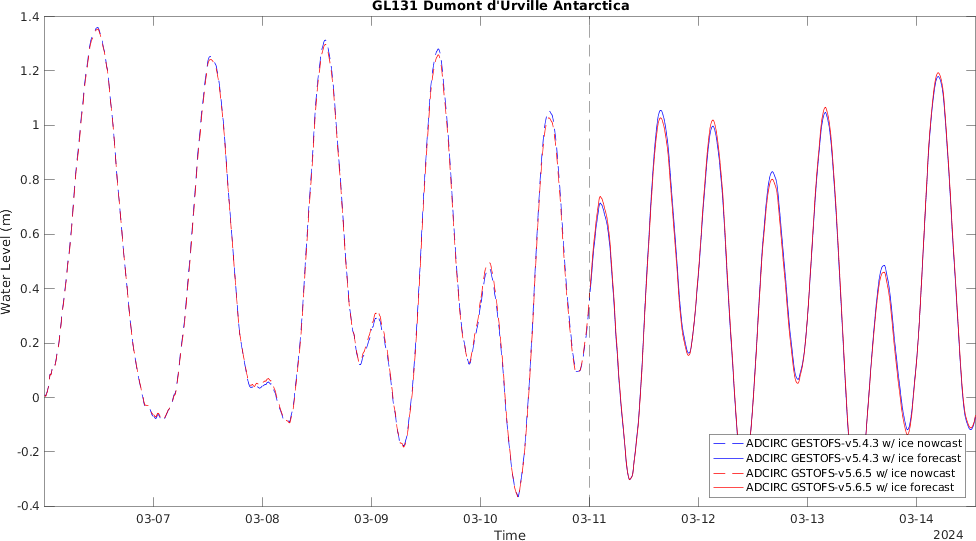 GL131 Dumont d'Urville Antarctica
1.4
1.2
1
0.8
0.6
0.4
0.2
0
-0.2
-0.4
Water Level (m)
ADCIRC GESTOFS-v5.4.3 w/ ice nowcast
ADCIRC GESTOFS-v5.4.3 w/ ice forecast
ADCIRC GSTOFS-v5.6.5 w/ ice nowcast
ADCIRC GSTOFS-v5.6.5 w/ ice forecast
03-07 03-08 03-09 03-10 03-11 03-12 03-13 03-14
Time
2024